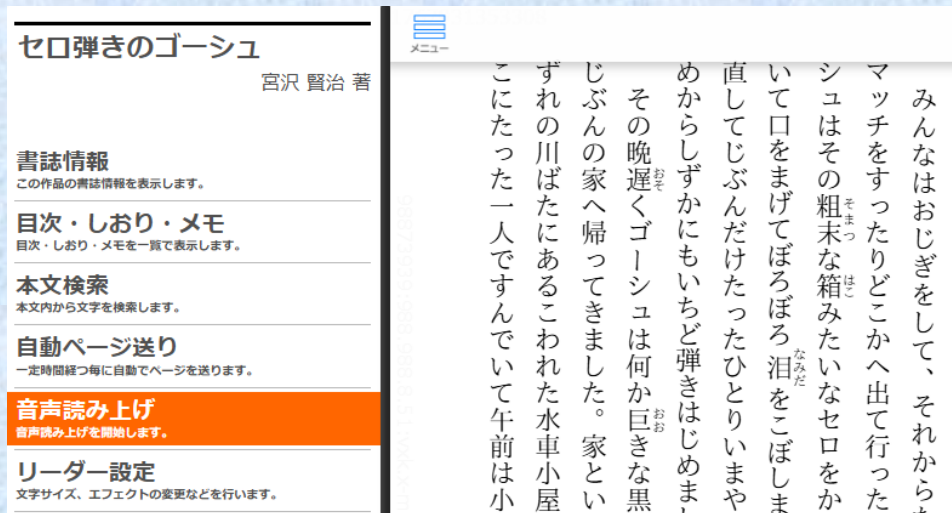 セロ弾きのゴーシュ
宮沢 賢治 著
書誌情報
この作品の書誌情報を表示します。
目次・しおり・メモ
目次・しおり・メモを一覧で表示します。
本文検索
本文内から文字を検索します。
自動ページ送り
一定時間経つ毎に自動でページを送ります。
音声読み上げ
音声読み上げを開始します。
リーダー設定
文字サイズ、エフェクトの変更などを行います。
メニュー
みんなはおじぎをして、それから
マッチをすったりどこかへ出て行った
シュはその粗末な箱みたいなセロをか
そまつ
はこ
いて口をまげてぼろぼろ泪をこぼしま
なみだ
直してじぶんだけたったひとりいまや
めからしずかにもいちど弾きはじめま
その晩遅くゴーシュは何か巨きな黒
おそ
おお
じぶんの家へ帰ってきました。家とい
ずれの川ばたにあるこわれた水車小屋
こにたった一人ですんでいて午前は小